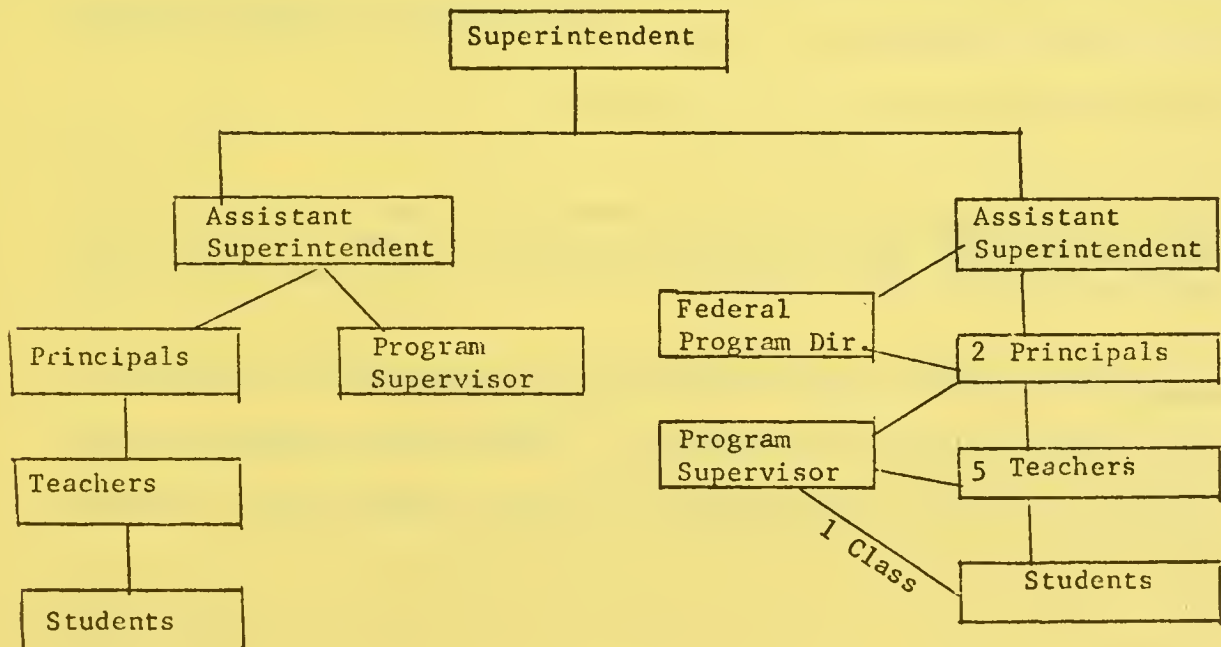 Superintendent
Assistant
Superintendent
Principals
Program
Supervisor
Teachers
Students
Assistant
Superintendent
Federal
Program Dir.
2 Principals
Program
Supervisor
5 Teachers
1 Class
Students